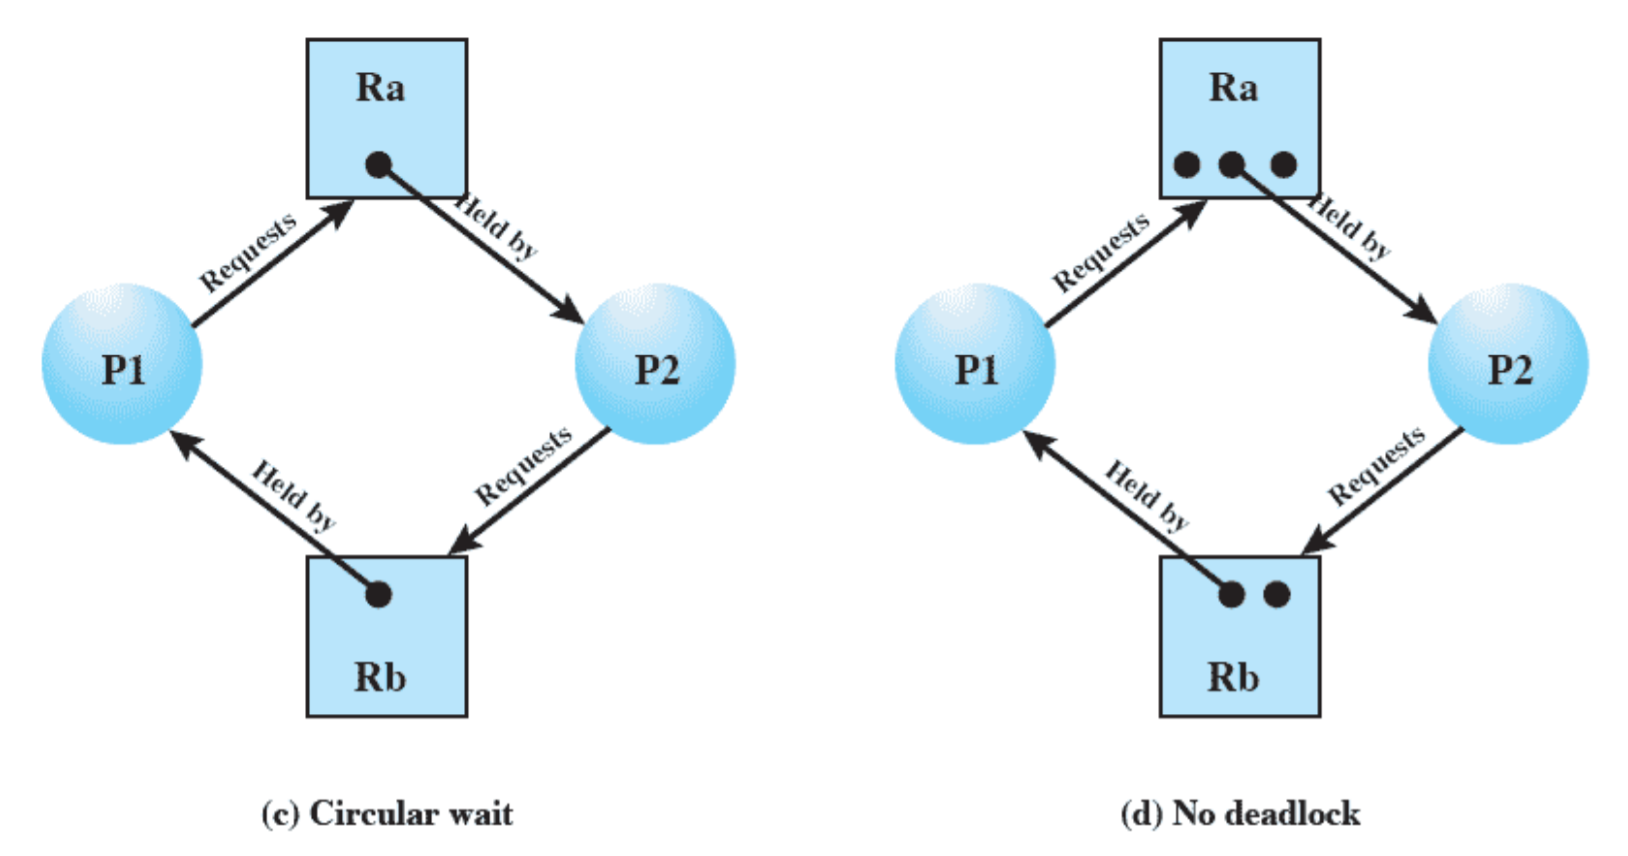 Ra
Requests
Held by
P1
P2
Held by
Requests
Rb
(c) Circular wait
Ra
Requests
Held by
P1
P2
Held by
Requests
Rb
(d) No deadlock